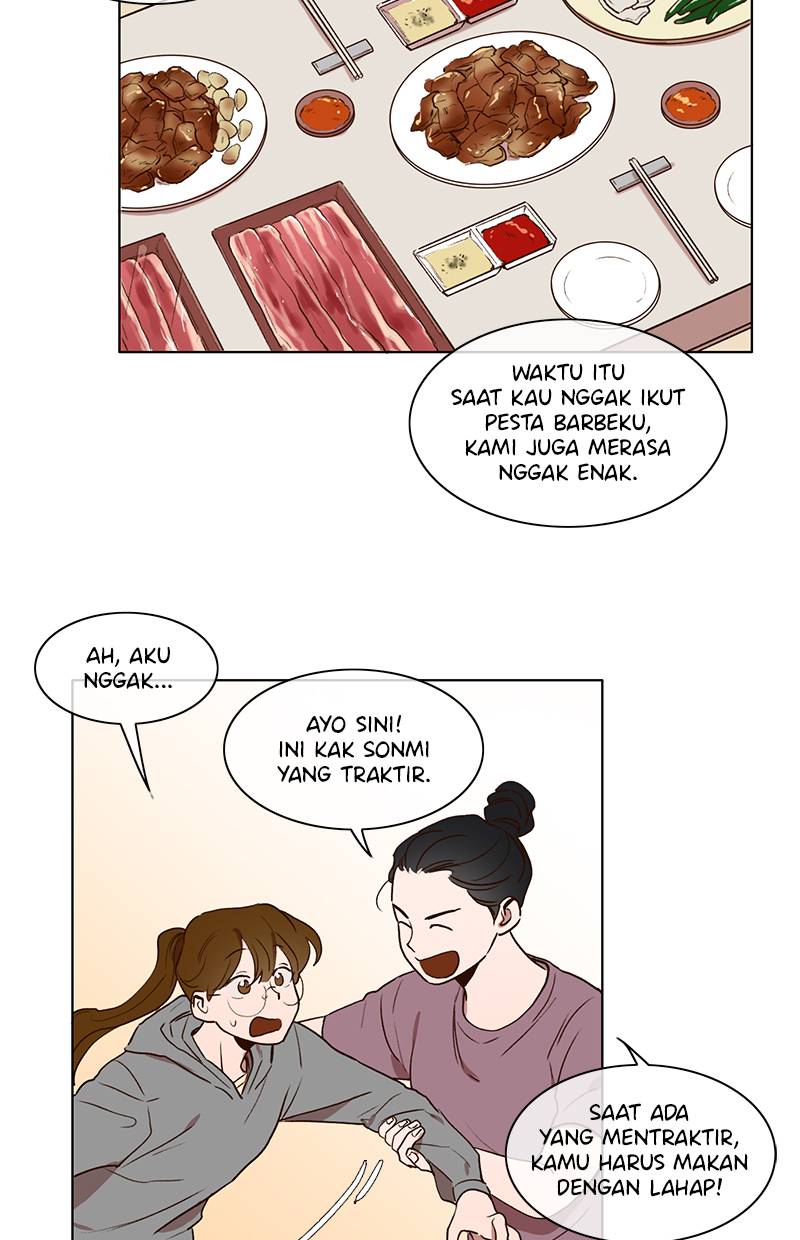 WAKTU ITU
SAAT KAU NGGAK IKUT
PESTA BARBEKU,
KAMI JUGA MERASA
NGGAK ENAK.
AH, AKU
NGGAK...
AYO SINI!
INI KAK SONMI
YANG TRAKTIR.
SAAT ADA
YANG MENTRAKTIR,
KAMU HARUS MAKAN
DENGAN LAHAP!